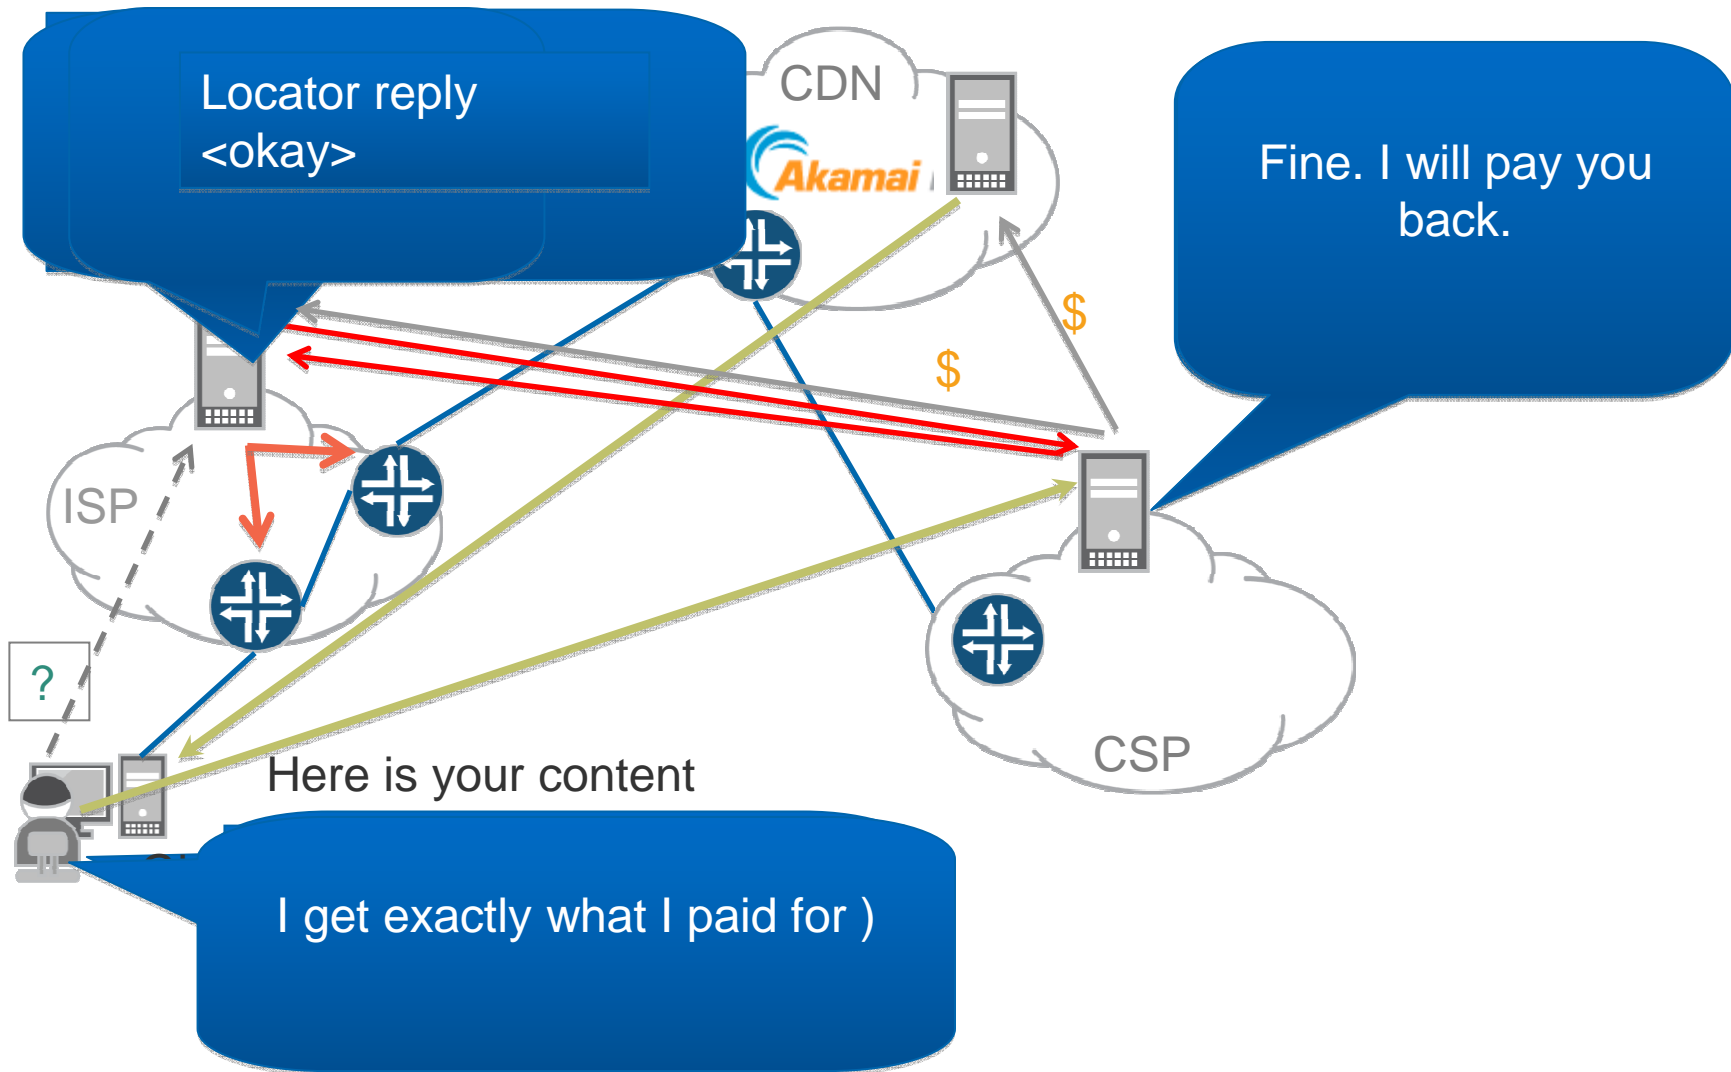 Locator reply
<okay>
CDN
Akamai
Fine. I will pay you
back.
$
$
ISP
?
CSP
Here is your content
I get exactly what I paid for )